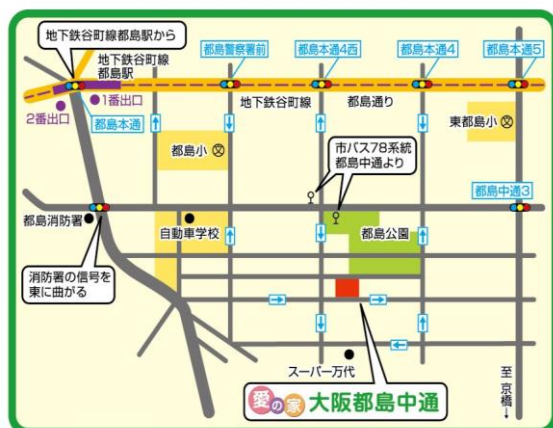 地下鉄谷町線都島駅から
地下鉄谷町線
都島駅
都島警察署前
都島本通4西
都島本通4
都島本通5
1番出口
2番出口
都島本通
地下鉄谷町線
都島通り
都島小 文
東都島小 文
市バス78系統
都島中通より
都島中通3
都島消防署
自動車学校
都島公園
消防署の信号を
東に曲がる
スーパー万代
愛の家 大阪都島中通
至
京橋